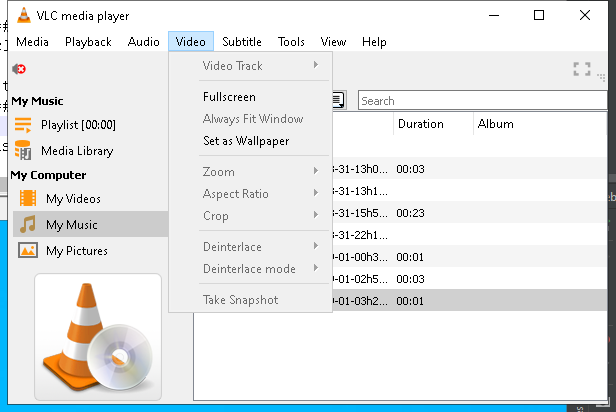 VLC media player
Media Playback Audio Video Subtitle Tools View Help
Video Track
Fullscreen
Always Fit Window
Set as Wallpaper
Zoom
Aspect Ratio
Crop
Deinterlace
Deinterlace mode
Take Snapshot
My Music
Playlist [00:00]
Media Library
My Computer
My Videos
My Music
My Pictures
Search
Duration Album
-31-13h0... 00:03
-31-13h1...
-31-15h5... 00:23
-31-22h1...
-01-00h3... 00:01
-01-02h5... 00:03
-01-03h2... 00:01